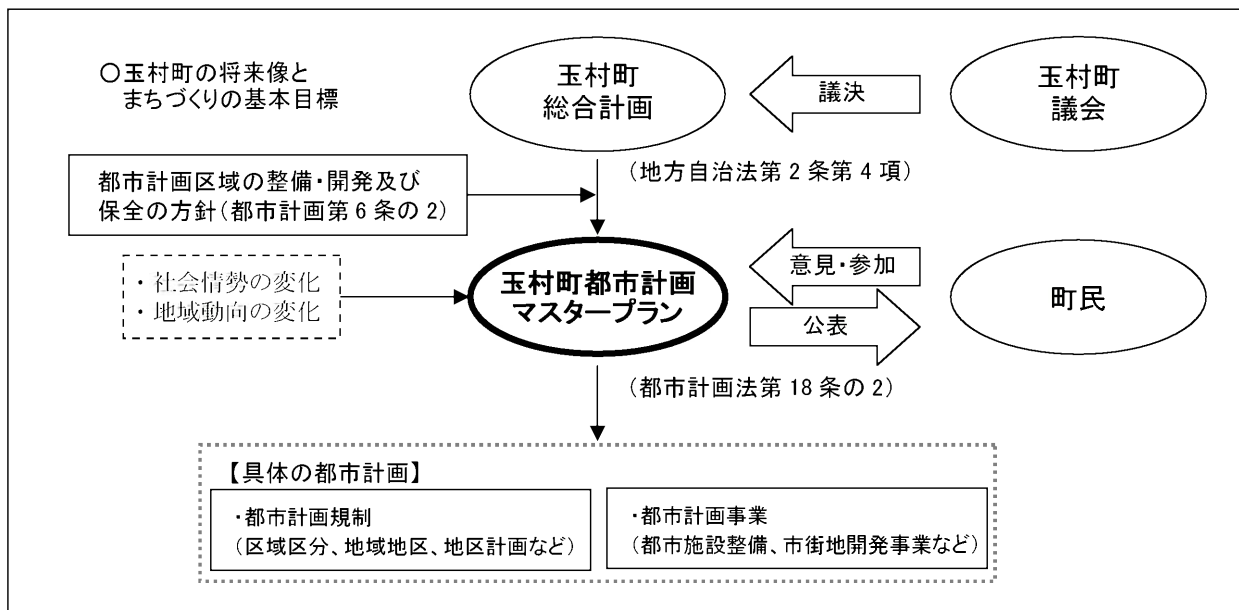 ○玉村町の将来像と
まちづくりの基本目標
玉村町
総合計画
議決
玉村町
議会
(地方自治法第2条第4項)
都市計画区域の整備・開発及び
保全の方針(都市計画第6条の2)
・社会情勢の変化
・地域動向の変化
玉村町都市計画
マスタープラン
意見・参加
公表
町民
(都市計画法第18条の2)
【具体の都市計画】
・都市計画規制
(区域区分、地域地区、地区計画など)
・都市計画事業
(都市施設整備、市街地開発事業など)